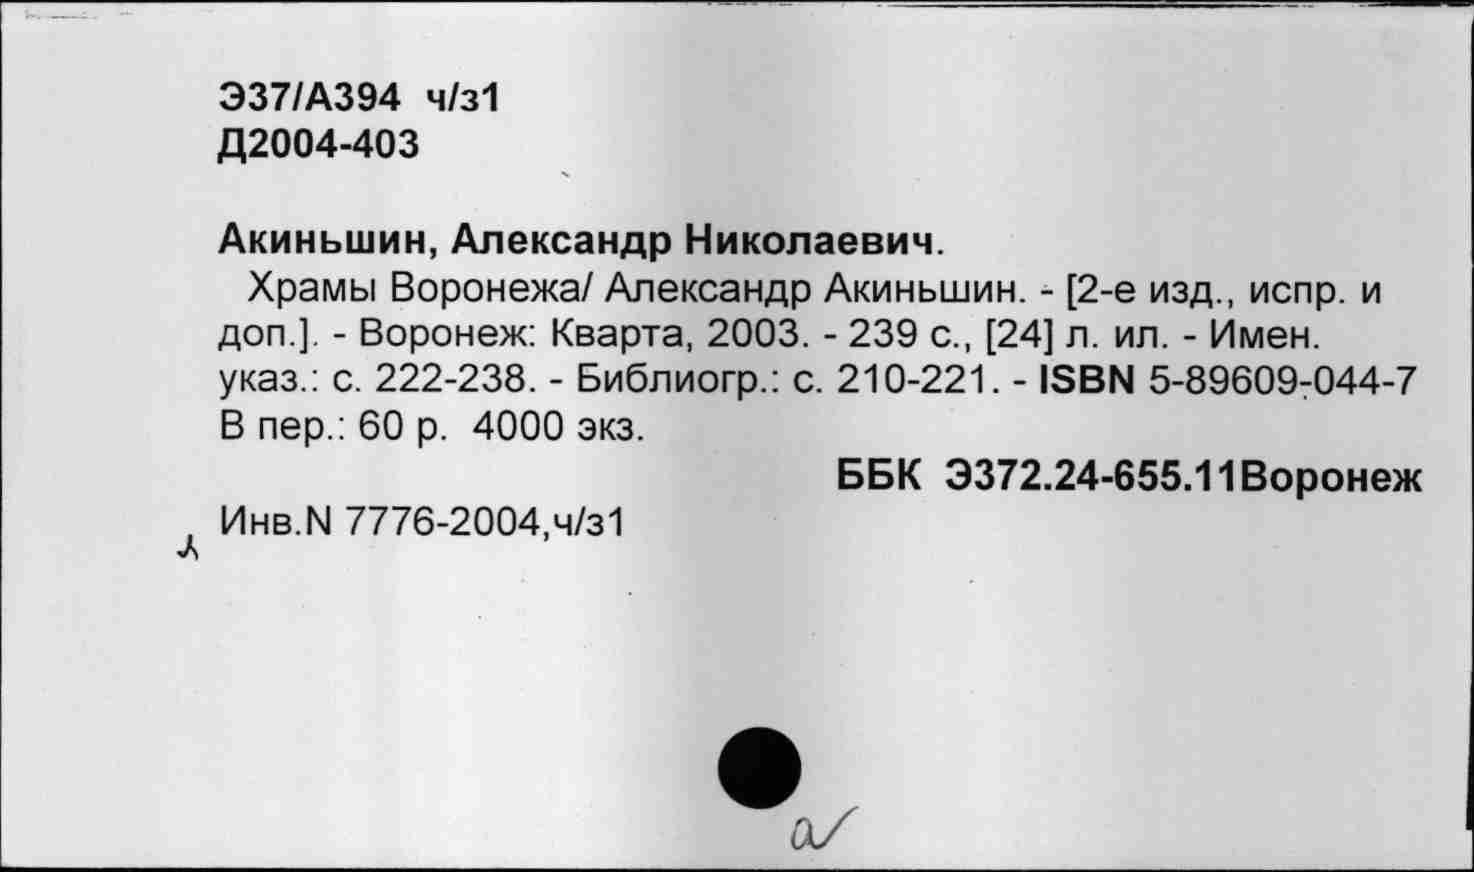 Э37/А394 ч/з1
Д2004-403
Акиньшин, Александр Николаевич.
Храмы Воронежа/ Александр Акиньшин. - [2-е изд., испр. и
доп.]. - Воронеж: Кварта, 2003. - 239 с., [24] л. ил. - Имен.
указ.: с. 222-238. - Библиогр.: с. 210-221. - ISBN 5-89609-044-7
В пер.: 60 р. 4000 экз.
ББК Э372.24-655.11Воронеж
Инв.N 7776-2004,ч/з1